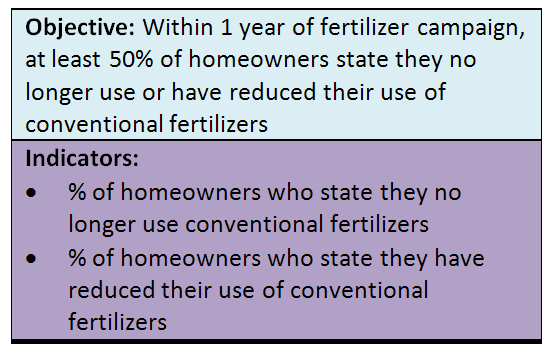 Objective: Within 1 year of fertilizer campaign,
at least 50% of homeowners state they no
longer use or have reduced their use of
conventional fertilizers
Indicators:
• % of homeowners who state they no
longer use conventional fertilizers
• % of homeowners who state they have
reduced their use of conventional
fertilizers